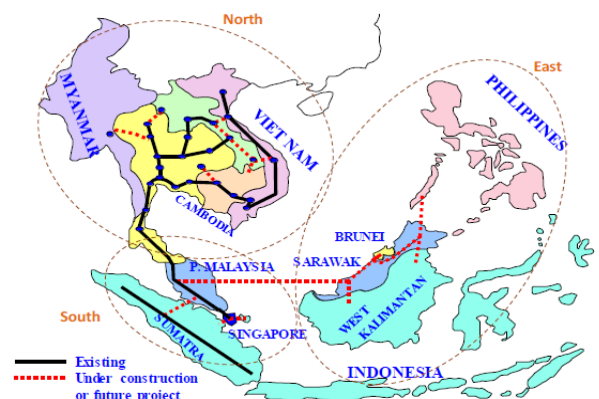 North
East
MYANMAR
VIET NAM
PHILIPPINES
CAMBODIA
BRUNEI
P. MALAYSIA
SARAWAK
WEST
KALIMANTAN
South
SUMATRA
SINGAPORE
INDONESIA
Existing
Under construction
or future project